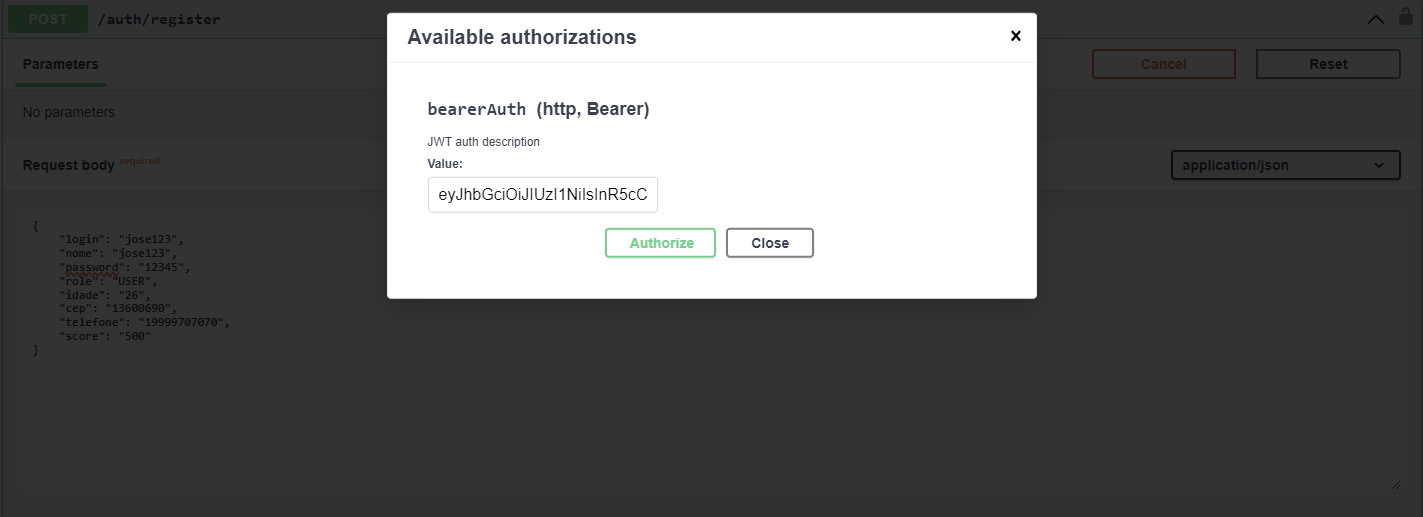 POST /auth/register
Available authorizations
Parameters
Cancel
Reset
No parameters
bearerAuth (http, Bearer)
JWT auth description
Value:
eyJhbGciOiJIUzI1NiIsInR5cC
Authorize
Close
Request body required
application/json
{
"login": "jose123",
"nome": "jose123",
"password": "12345",
"role": "USER",
"idade": "26",
"cep": "13600690",
"telefone": "19999707070",
"score": "500"
}